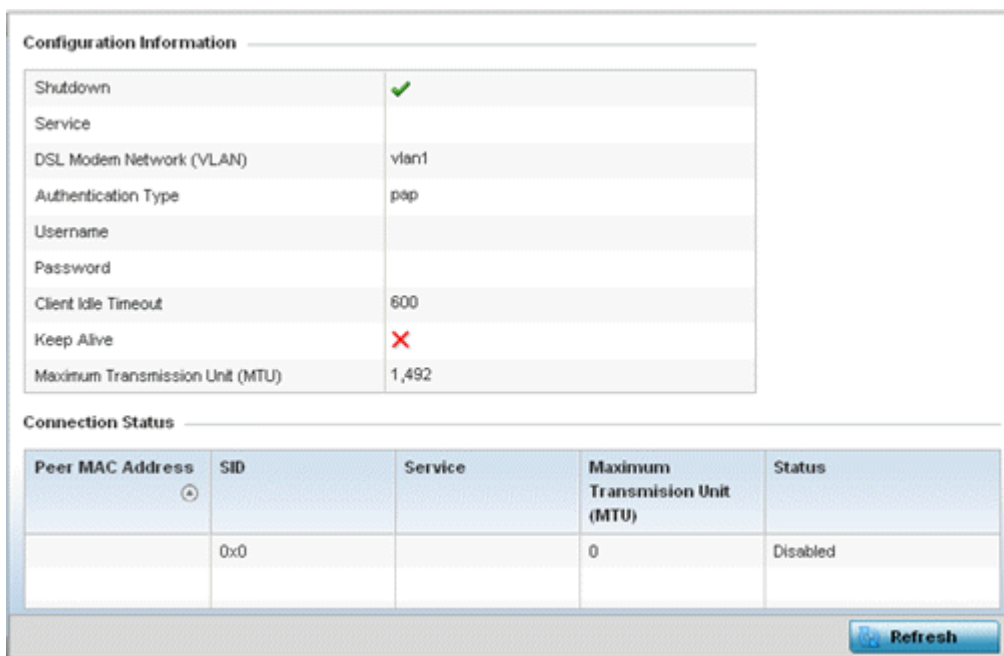 Configuration Information
Shutdown
Service
DSL Modem Network (VLAN) vlan1
Authentication Type pap
Username
Password
Client Idle Timeout 600
Keep Alive
Maximum Transmission Unit (MTU) 1,492
Connection Status
Peer MAC Address SID Service Maximum Transmision Unit (MTU) Status
0x0 0 Disabled
Refresh